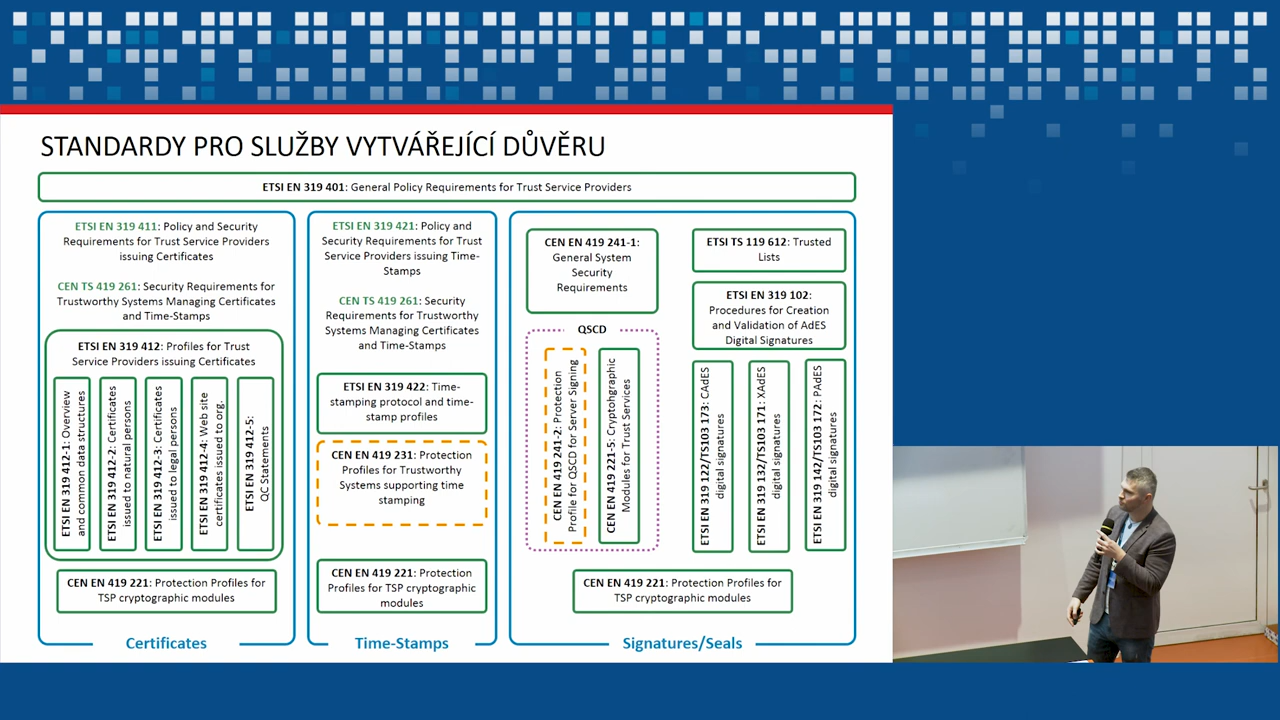 STANDARDY PRO SLUŽBY VYTVÁŘEJÍCÍ DŮVĚRU
ETSI EN 319 401: General Policy Requirements for Trust Service Providers
ETSI EN 319 411: Policy and Security
Requirements for Trust Service Providers
issuing Certificates
CEN TS 419 261: Security Requirements for
Trustworthy Systems Managing Certificates
and Time-Stamps
ETSI EN 319 412: Profiles for Trust
Service Providers issuing Certificates
ETSI EN 319 412-1: Overview
and common data structures
ETSI EN 319 412-2: Certificates
issued to natural persons
ETSI EN 319 412-3: Certificates
issued to legal persons
ETSI EN 319 412-4: Web site
certificates issued to org.
ETSI EN 319 412-5:
QC Statements
CEN EN 419 221: Protection Profiles for
TSP cryptographic modules
Certificates
ETSI EN 319 421: Policy and
Security Requirements for Trust
Service Providers issuing Time-
Stamps
CEN TS 419 261: Security
Requirements for Trustworthy
Systems Managing Certificates
and Time-Stamps
ETSI EN 319 422: Time-
stamping protocol and time-
stamp profiles
CEN EN 419 231: Protection
Profiles for Trustworthy
Systems supporting time
stamping
CEN EN 419 221: Protection
Profiles for TSP cryptographic
modules
Time-Stamps
CEN EN 419 241-1:
General System
Security
Requirements
QSCD
CEN EN 419 241-2: Protection
Profile for QSCD for Server Signing
CEN EN 419 221-5: Cryptohgraphic
Modules for Trust Services
ETSI TS 119 612: Trusted
Lists
ETSI EN 319 102:
Procedures for Creation
and Validation of AdES
Digital Signatures
ETSI EN 319 122/TS103 173: CAdES
digital signatures
ETSI EN 319 132/TS103 171: XAdES
digital signatures
ETSI EN 319 142/TS103 172: PAdES
digital signatures
CEN EN 419 221: Protection Profiles for
TSP cryptographic modules
Signatures/Seals